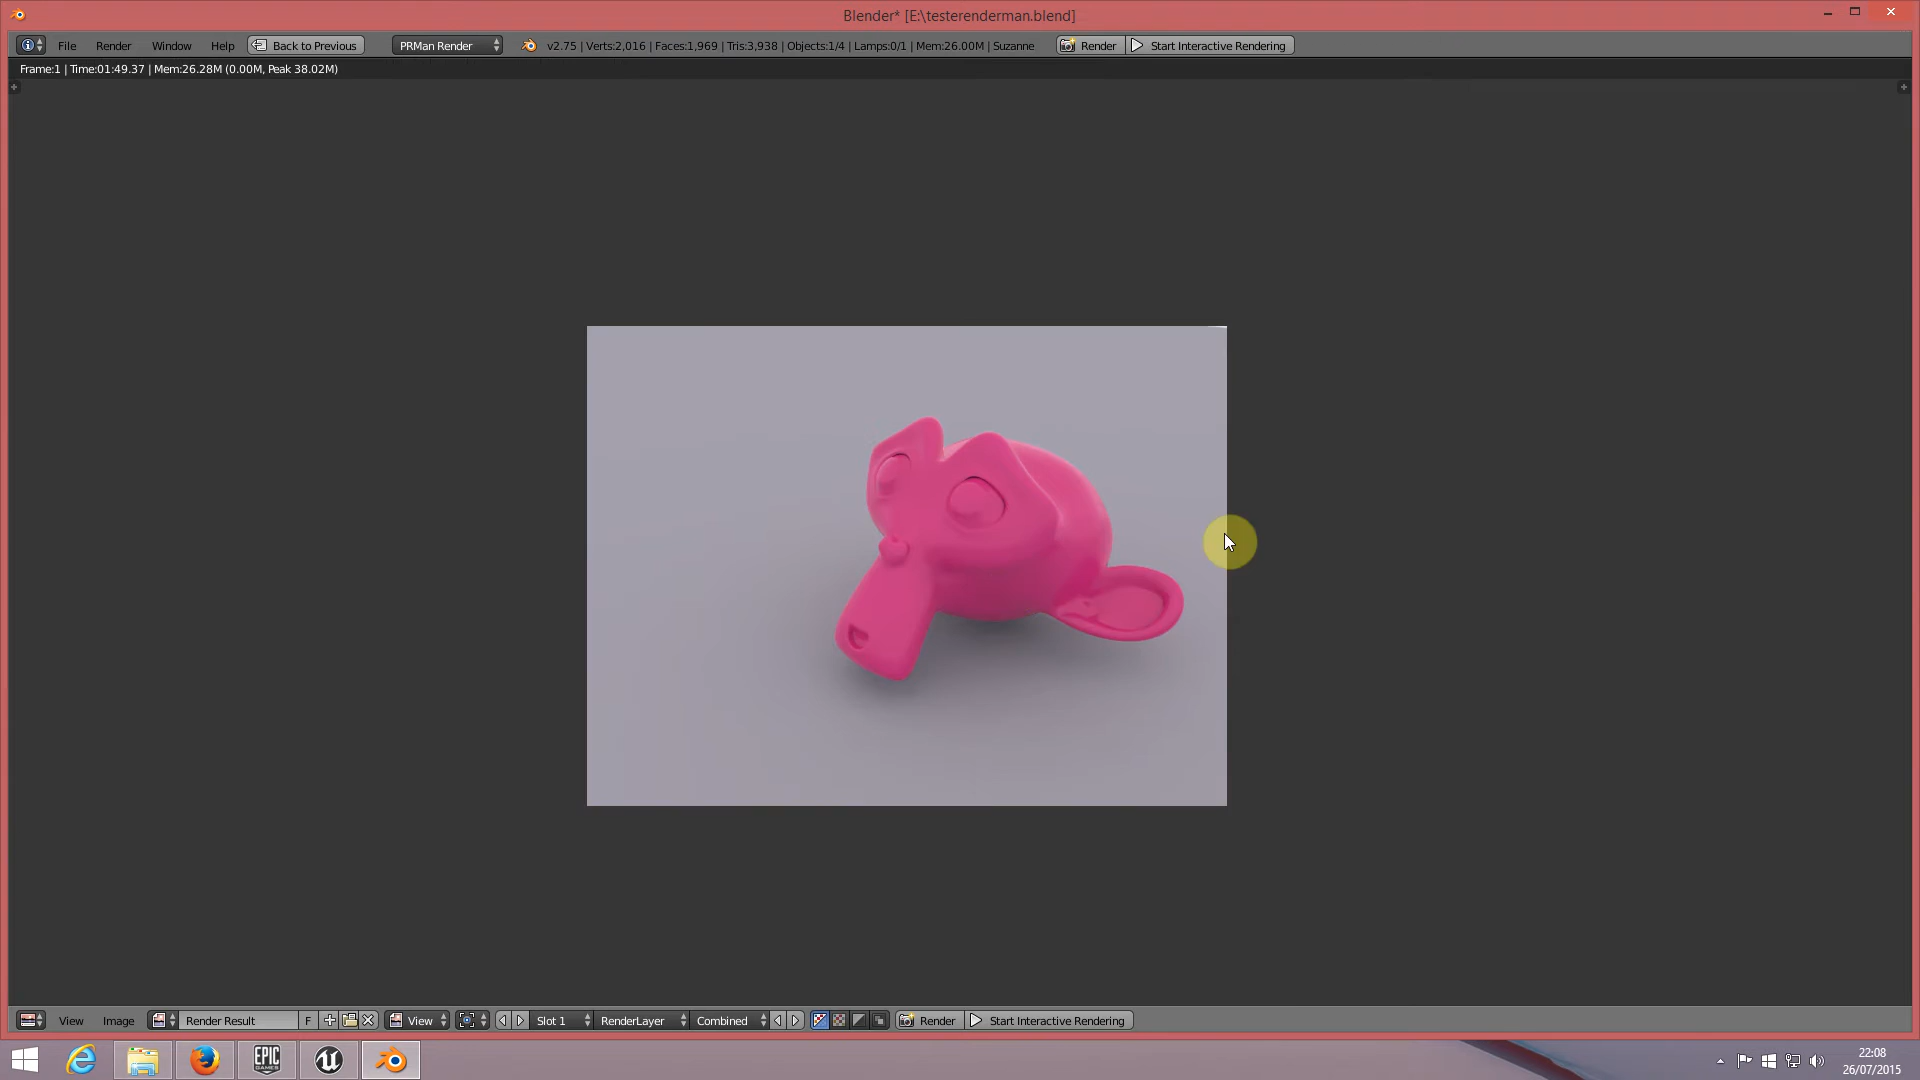 Blender* [E:\testerenderman.blend]
File Render Window Help Back to Previous PRMan Render v2.75 | Verts:2,016 | Faces:1,969 | Tris:3,938 | Objects:1/4 | Lamps:0/1 | Mem:26.00M | Suzanne Render Start Interactive Rendering
Frame:1 | Time:01:49.37 | Mem:26.28M (0.00M, Peak 38.02M)
View Image Render Result F View Slot 1 RenderLayer Combined Render Start Interactive Rendering
EPIC
GAMES
22:08
26/07/2015